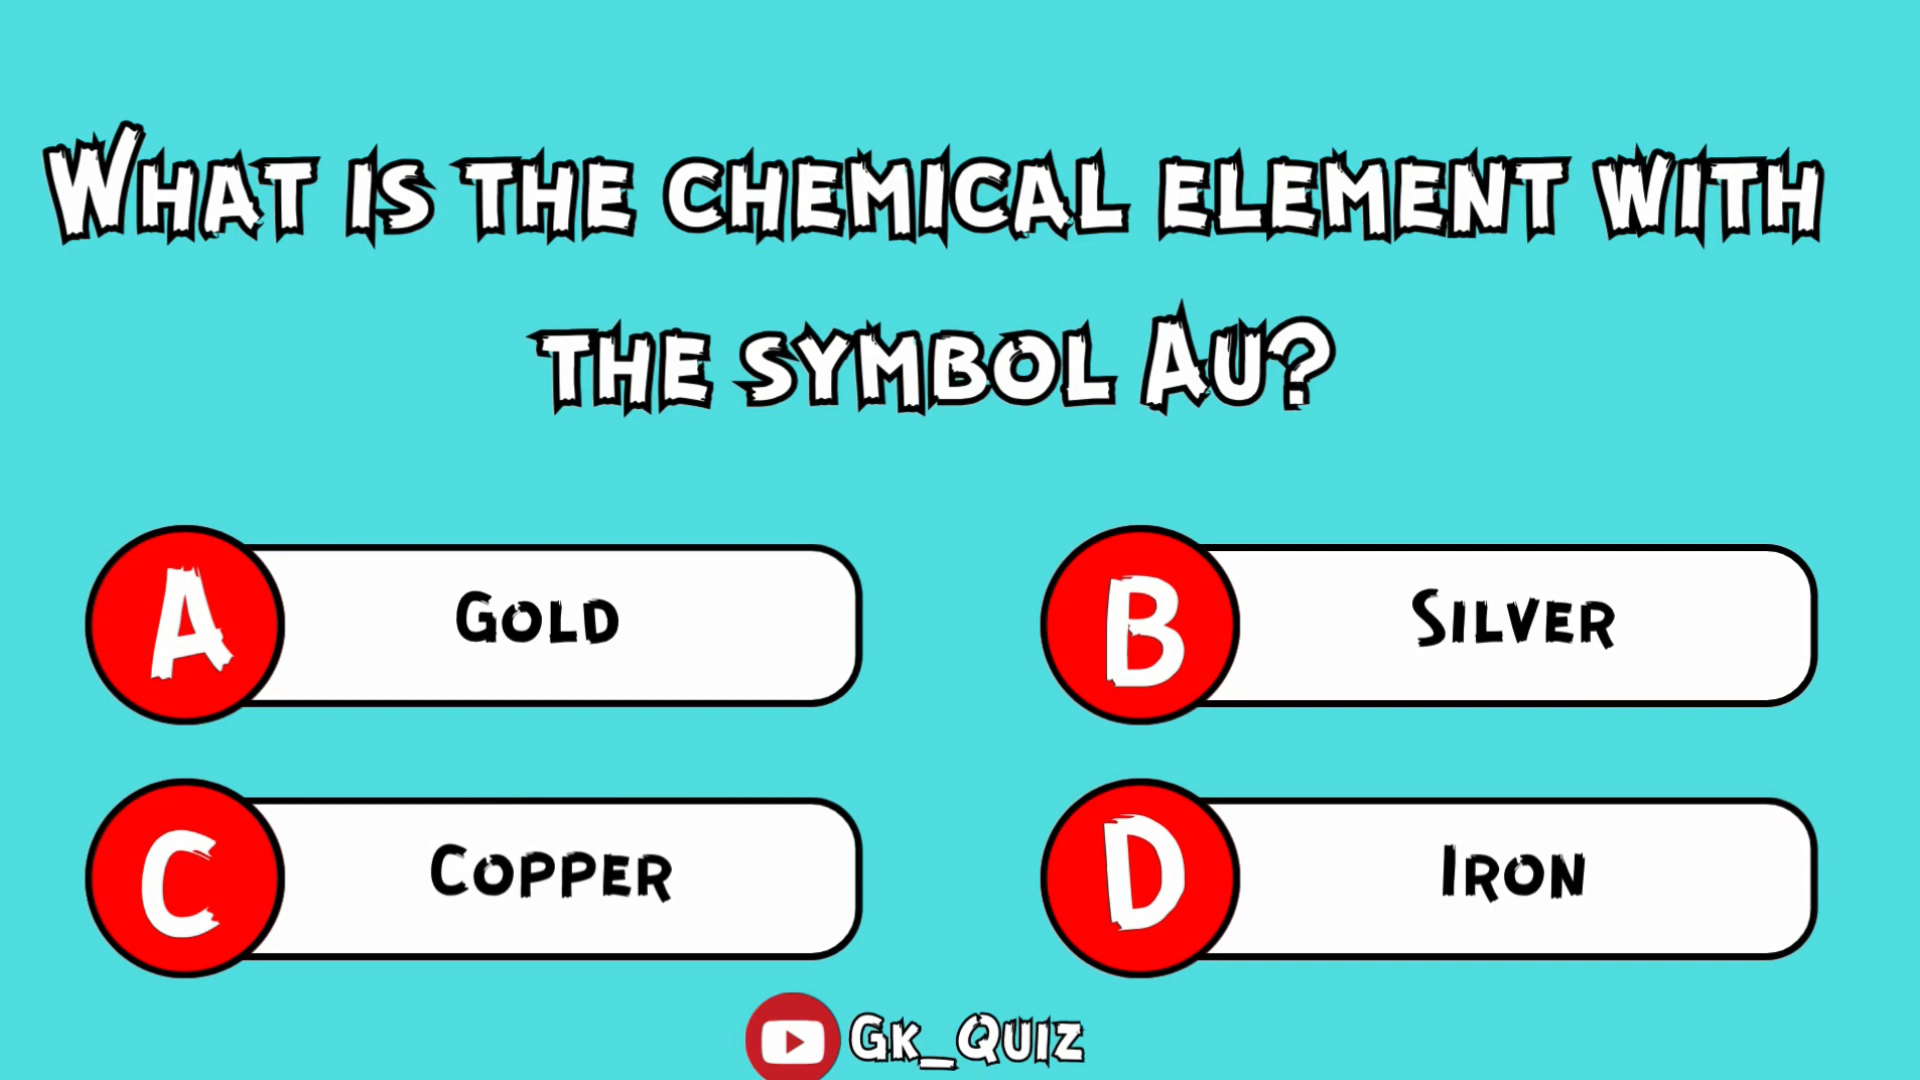 What is the chemical element with
the symbol Au?
A Gold
B Silver
C Copper
D Iron
Gk_Quiz